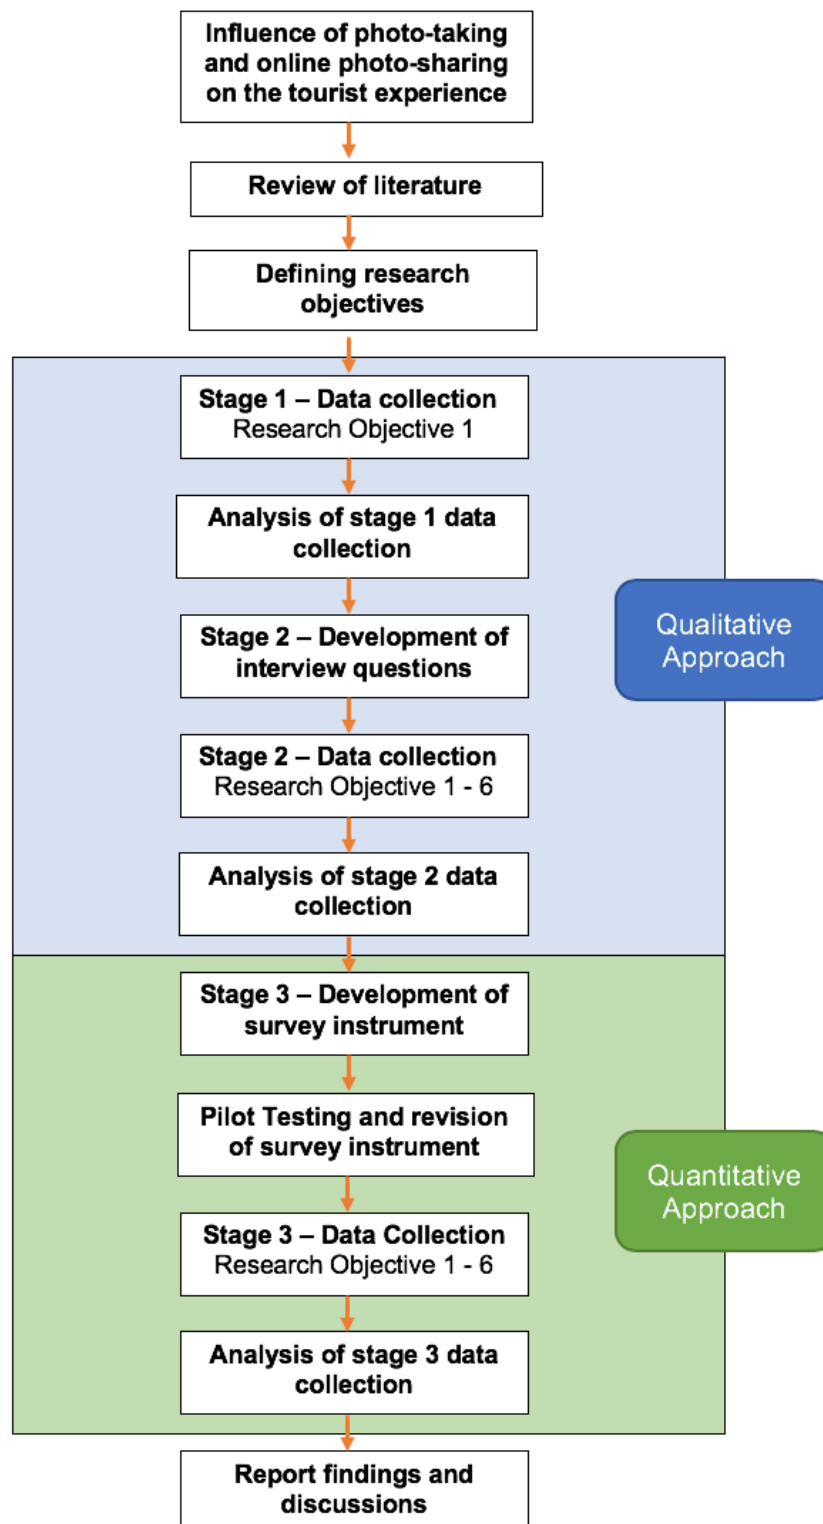 Influence of photo-taking
and online photo-sharing
on the tourist experience
Review of literature
Defining research
objectives
Stage 1 – Data collection
Research Objective 1
Analysis of stage 1 data
collection
Stage 2 – Development of
interview questions
Qualitative
Approach
Stage 2 – Data collection
Research Objective 1 - 6
Analysis of stage 2 data
collection
Stage 3 – Development of
survey instrument
Pilot Testing and revision
of survey instrument
Quantitative
Approach
Stage 3 – Data Collection
Research Objective 1 - 6
Analysis of stage 3 data
collection
Report findings and
discussions